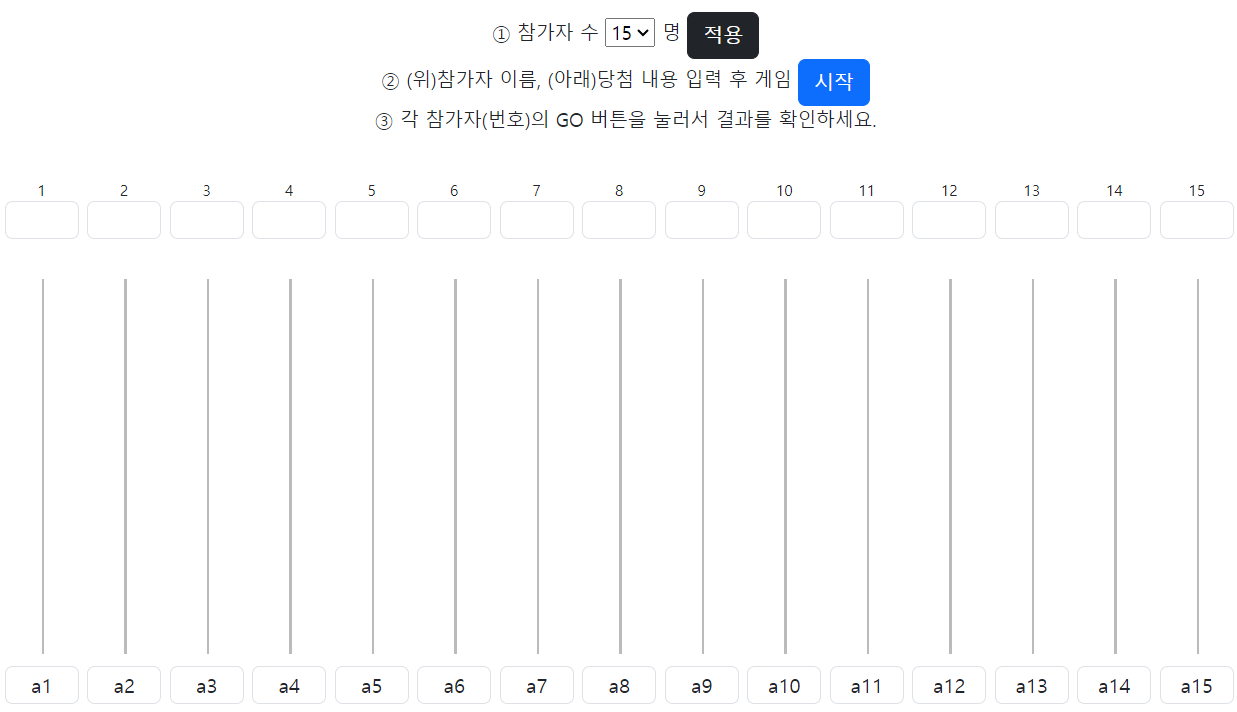 ① 참가자 수 15 명 적용
② (위)참가자 이름, (아래)당첨 내용 입력 후 게임 시작
③ 각 참가자(번호)의 GO 버튼을 눌러서 결과를 확인하세요.
1 2 3 4 5 6 7 8 9 10 11 12 13 14 15
a1 a2 a3 a4 a5 a6 a7 a8 a9 a10 a11 a12 a13 a14 a15